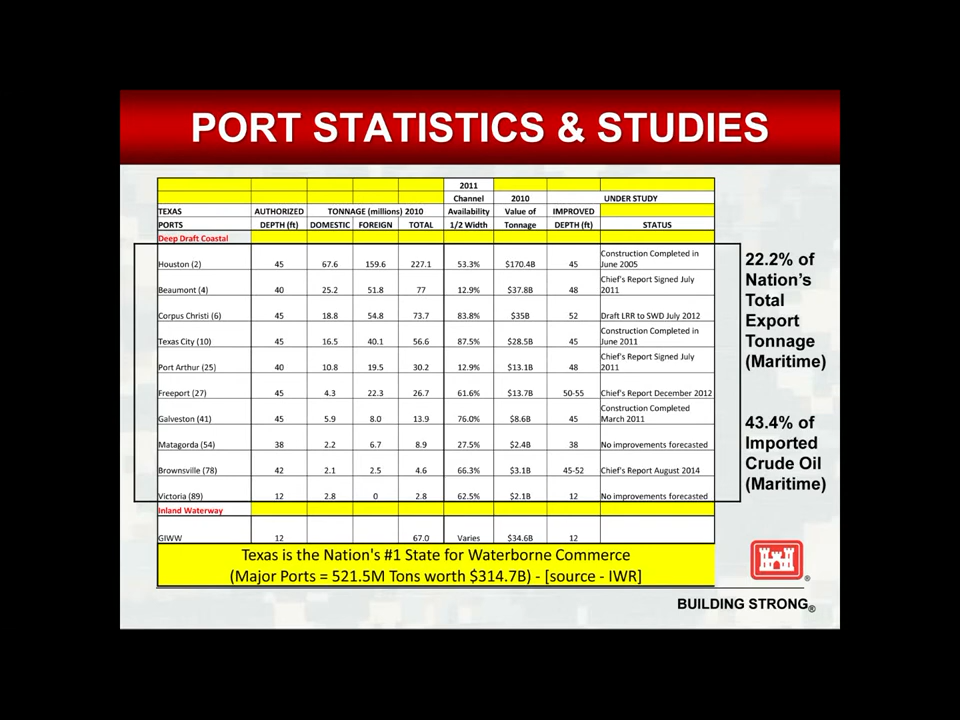 PORT STATISTICS & STUDIES
2011
Channel 2010 UNDER STUDY
TEXAS AUTHORIZED TONNAGE (millions) 2010 Availability Value of IMPROVED
PORTS DEPTH (ft) DOMESTIC FOREIGN TOTAL 1/2 Width Tonnage DEPTH (ft) STATUS
Deep Draft Coastal
Houston (2) 45 67.6 159.6 227.1 53.3% $170.4B 45 Construction Completed in
June 2005
Beaumont (4) 40 25.2 51.8 77 12.9% $37.8B 48 Chief's Report Signed July
2011
Corpus Christi (6) 45 18.8 54.8 73.7 83.8% $35B 52 Draft LRR to SWD July 2012
Texas City (10) 45 16.5 40.1 56.6 87.5% $28.5B 45 Construction Completed in
June 2011
Port Arthur (25) 40 10.8 19.5 30.2 12.9% $13.1B 48 Chief's Report Signed July
2011
Freeport (27) 45 4.3 22.3 26.7 61.6% $13.7B 50-55 Chief's Report December 2012
Galveston (41) 45 5.9 8.0 13.9 76.0% $8.6B 45 Construction Completed
March 2011
Matagorda (54) 38 2.2 6.7 8.9 27.5% $2.4B 38 No improvements forecasted
Brownsville (78) 42 2.1 2.5 4.6 66.3% $3.1B 45-52 Chief's Report August 2014
Victoria (89) 12 2.8 0 2.8 62.5% $2.1B 12 No improvements forecasted
Inland Waterway
GIWW 12 67.0 Varies $34.6B 12
Texas is the Nation's #1 State for Waterborne Commerce
(Major Ports = 521.5M Tons worth $314.7B) - [source - IWR]
22.2% of
Nation’s
Total
Export
Tonnage
(Maritime)
43.4% of
Imported
Crude Oil
(Maritime)
®
BUILDING STRONG®